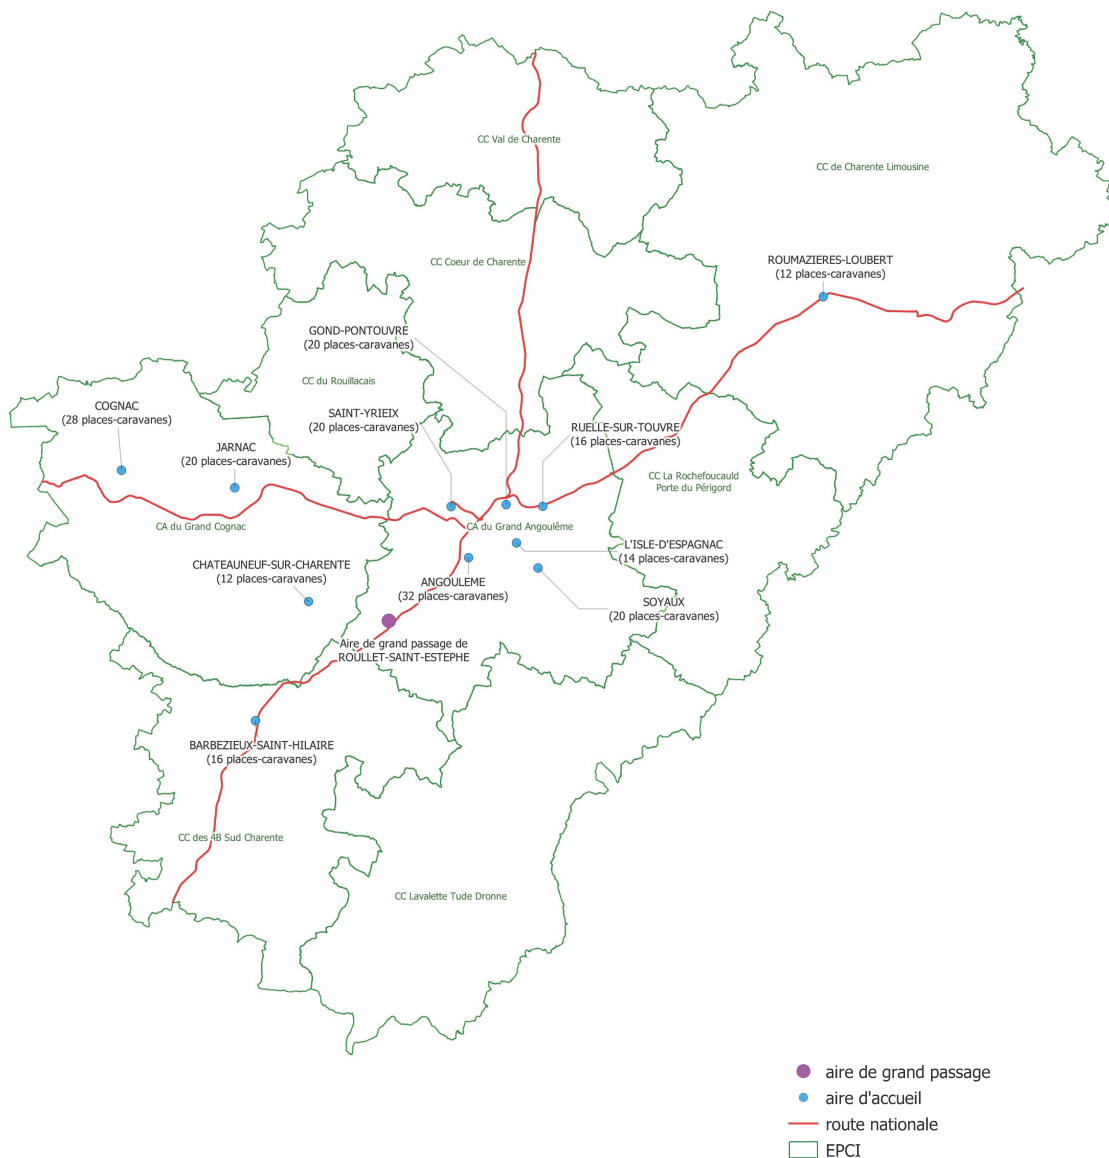 CC Val de Charente
CC de Charente Limousine
CC Coeur de Charente
ROUMAZIERES-LOUBERT
(12 places-caravanes)
GOND-PONTOUVRE
(20 places-caravanes)
CC du Rouillacais
COGNAC
(28 places-caravanes)
SAINT-YRIEIX
(20 places-caravanes)
RUELLE-SUR-TOUVRE
(16 places-caravanes)
JARNAC
(20 places-caravanes)
CC La Rochefoucauld
Porte du Périgord
CA du Grand Cognac
CA du Grand Angoulême
L'ISLE-D'ESPAGNAC
(14 places-caravanes)
CHATEAUNEUF-SUR-CHARENTE
(12 places-caravanes)
ANGOULEME
(32 places-caravanes)
SOYAUX
(20 places-caravanes)
Aire de grand passage de
ROULLET-SAINT-ESTEPHE
BARBEZIEUX-SAINT-HILAIRE
(16 places-caravanes)
CC des 4B Sud Charente
CC Lavalette Tude Dronne
aire de grand passage
aire d'accueil
route nationale
EPCI